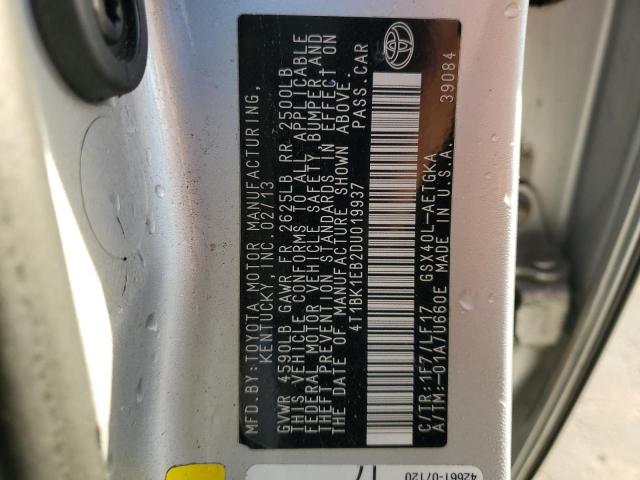 MFD.BY:TOYOTA MOTOR MANUFACTURING,
KENTUCKY,INC.02/13
GVWR 4590LB GAWR FR 2625LB RR 2500LB
THIS VEHICLE CONFORMS TO ALL APPLICABLE
FEDERAL MOTOR VEHICLE SAFETY, BUMPER,AND
THEFT PREVENTION STANDARDS IN EFFECT ON
THE DATE OF MANUFACTURE SHOWN ABOVE.
4T1BK1EB2DU019937 PASS.CAR
C/TR:1F7/LF17 GSX40L-AETGKA
A/TM:-01A/U660E MADE IN U.S.A. 39084
42661-07120